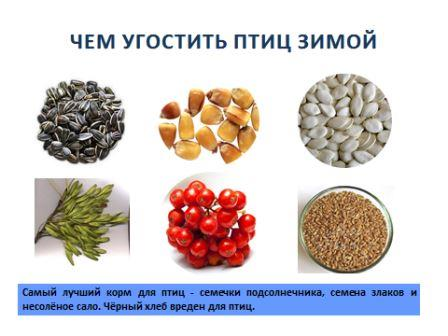 ЧЕМ УГОСТИТЬ ПТИЦ ЗИМОЙ
Самый лучший корм для птиц - семечки подсолнечника, семена злаков и
несолёное сало. Чёрный хлеб вреден для птиц.